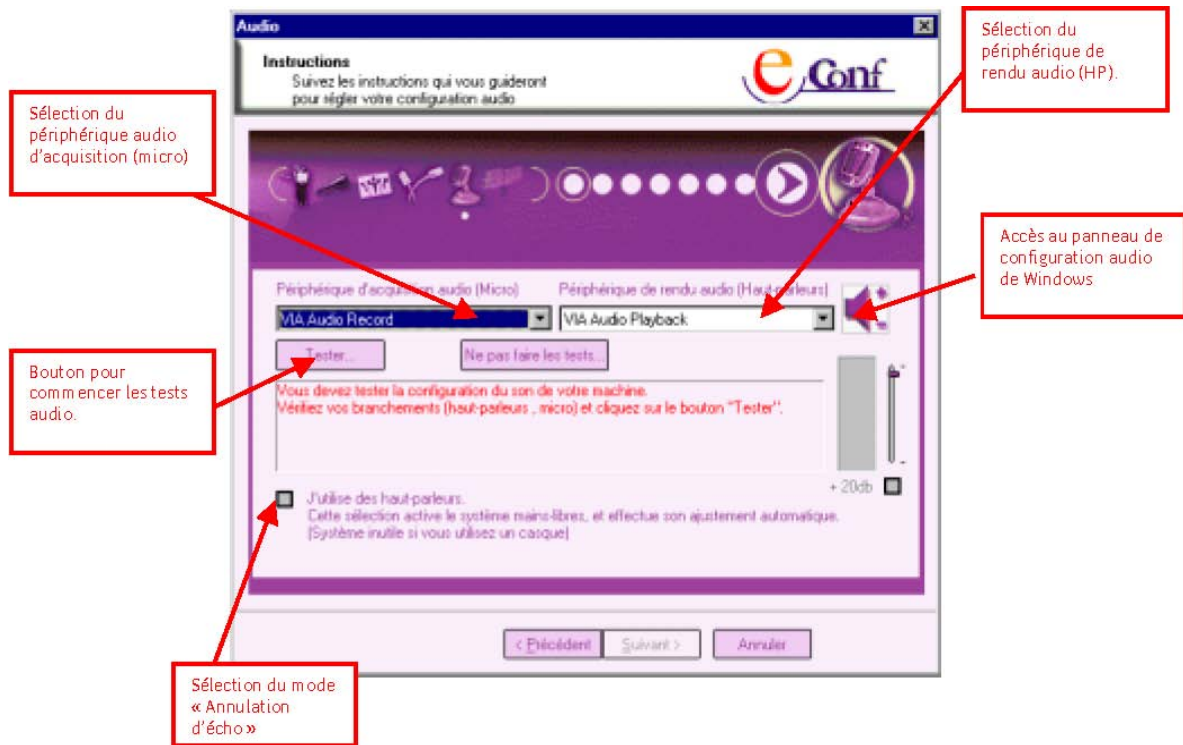 Audio
Instructions
Suivez les instructions qui vous guideront
pour régler votre configuration audio
e Conf
Sélection du
périphérique de
rendu audio (HP).
Sélection du
périphérique audio
d'acquisition (micro)
Accès au panneau de
configuration audio
de Windows
Périphérique d'acquisition audio (Micro)
Périphérique de rendu audio (Haut-parleurs)
VIA Audio Record
VIA Audio Playback
Tester...
Ne pas faire les tests...
Bouton pour
commencer les tests
audio.
Vous devez tester la configuration du son de votre machine.
Vérifiez vos branchements (haut-parleurs , micro) et cliquez sur le bouton "Tester".
+ 20db
J'utilise des haut-parleurs.
Cette sélection active le système mains-libres, et effectue son ajustement automatique.
(Système inutile si vous utilisez un casque)
< Précédent
Suivant >
Annuler
Sélection du mode
« Annulation
d'écho »